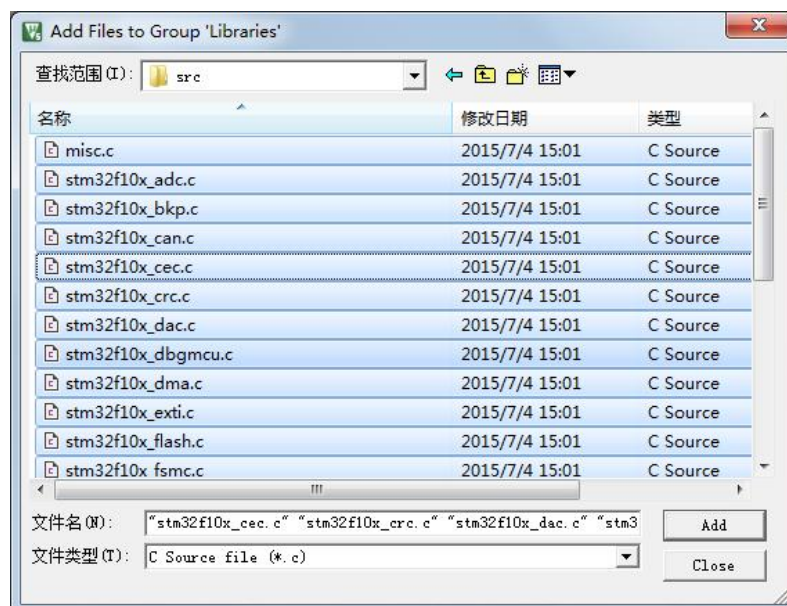 Add Files to Group 'Libraries'
查找范围(I): src
名称 修改日期 类型
misc.c 2015/7/4 15:01 C Source
stm32f10x_adc.c 2015/7/4 15:01 C Source
stm32f10x_bkp.c 2015/7/4 15:01 C Source
stm32f10x_can.c 2015/7/4 15:01 C Source
stm32f10x_cec.c 2015/7/4 15:01 C Source
stm32f10x_crc.c 2015/7/4 15:01 C Source
stm32f10x_dac.c 2015/7/4 15:01 C Source
stm32f10x_dbgmcu.c 2015/7/4 15:01 C Source
stm32f10x_dma.c 2015/7/4 15:01 C Source
stm32f10x_exti.c 2015/7/4 15:01 C Source
stm32f10x_flash.c 2015/7/4 15:01 C Source
stm32f10x_fsmc.c 2015/7/4 15:01 C Source
文件名(N): "stm32f10x_cec.c" "stm32f10x_crc.c" "stm32f10x_dac.c" "stm3 Add
文件类型(T): C Source file (*.c) Close